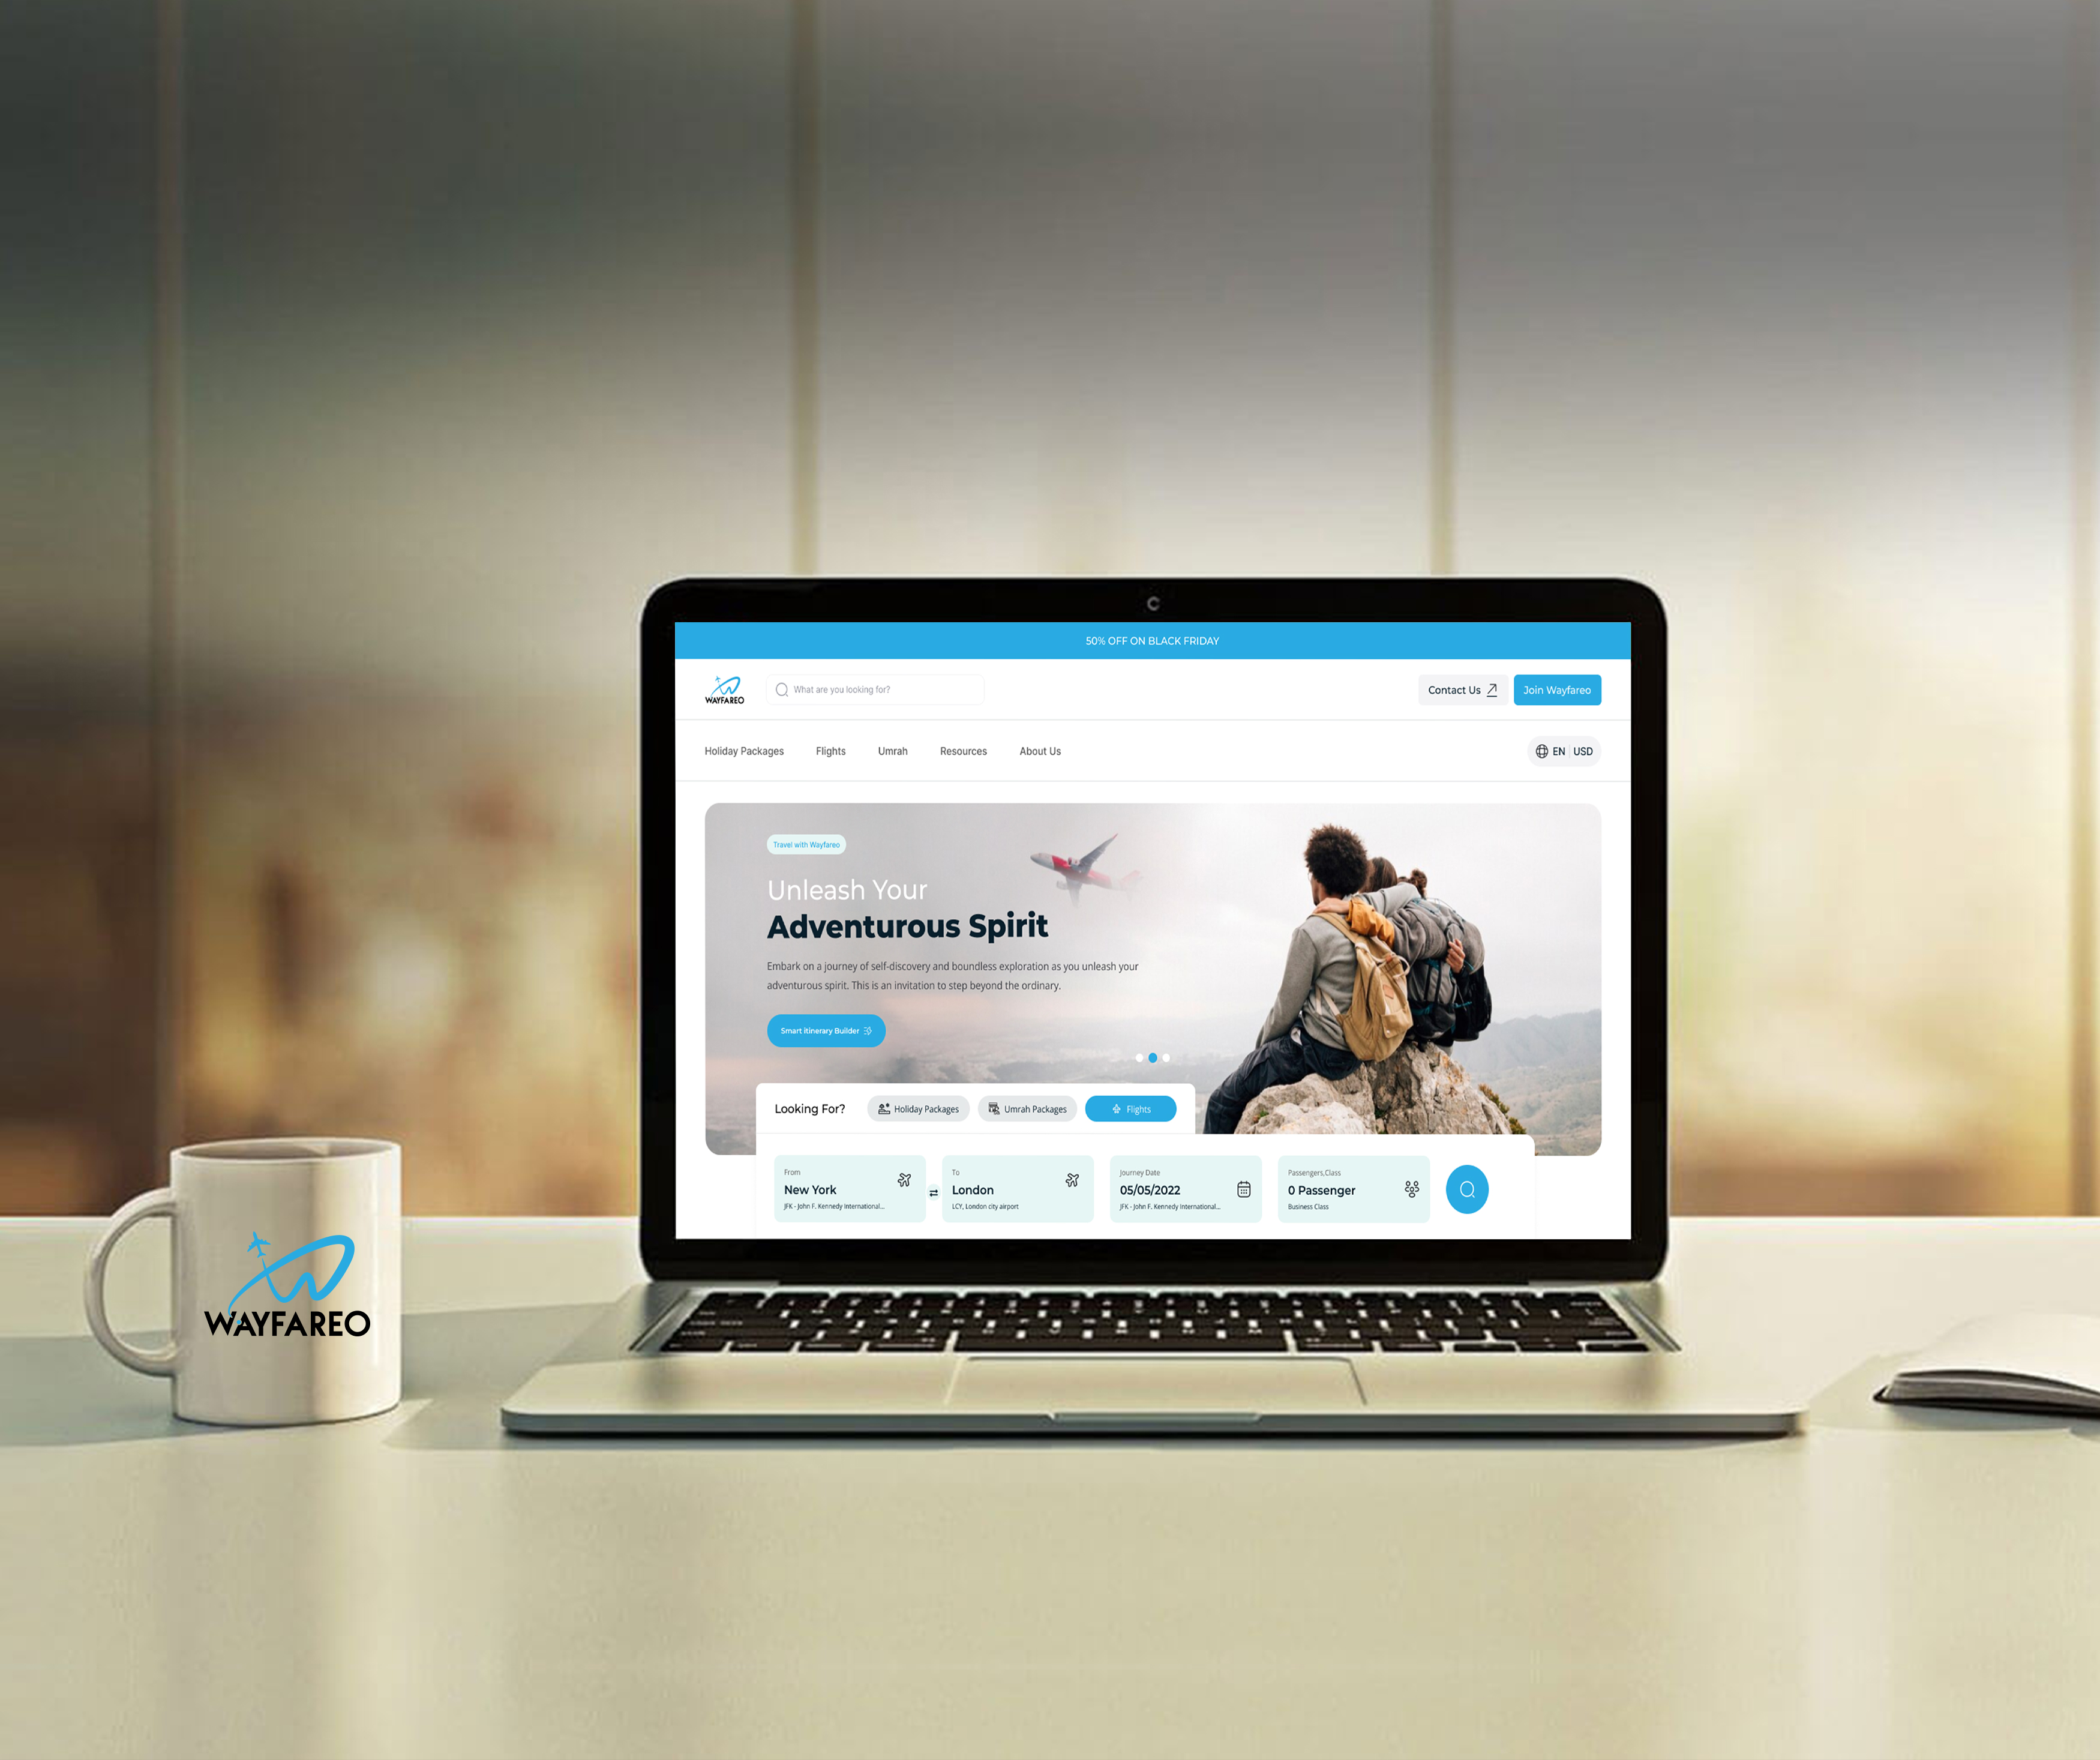 50% OFF ON BLACK FRIDAY
WAYFAREO
What are you looking for?
Contact Us
Join Wayfareo
Holiday Packages
Flights
Umrah
Resources
About Us
EN
USD
Travel with Wayfareo
Unleash Your
Adventurous Spirit
Embark on a journey of self-discovery and boundless exploration as you unleash your
adventurous spirit. This is an invitation to step beyond the ordinary.
Smart itinerary Builder
Looking For?
Holiday Packages
Umrah Packages
Flights
From
New York
JFK - John F. Kennedy International...
To
London
LCY, London city airport
Journey Date
05/05/2022
JFK - John F. Kennedy International...
Passengers,Class
0 Passenger
Business Class
WAYFAREO